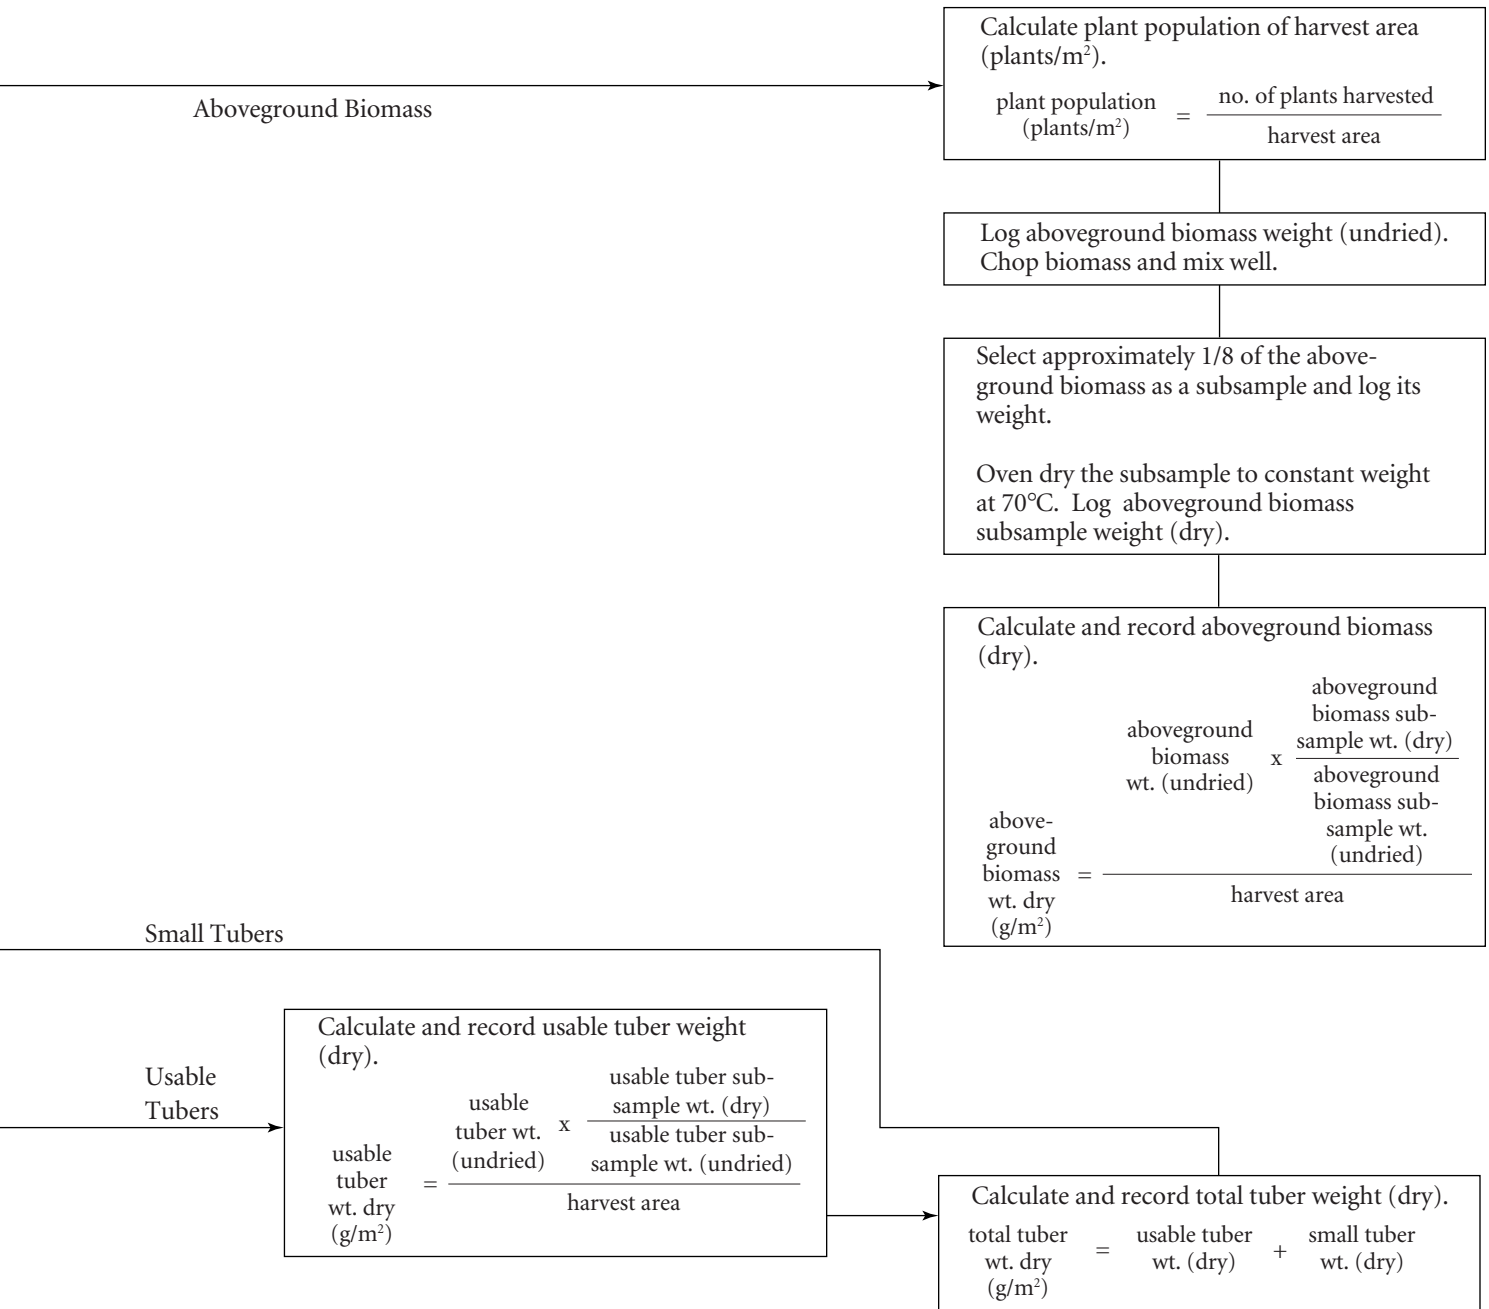 Calculate plant population of harvest area
(plants/m²).
plant population
(plants/m²)
=
no. of plants harvested
harvest area
Aboveground Biomass
Log aboveground biomass weight (undried).
Chop biomass and mix well.
Select approximately 1/8 of the above-
ground biomass as a subsample and log its
weight.
Oven dry the subsample to constant weight
at 70°C. Log aboveground biomass
subsample weight (dry).
Calculate and record aboveground biomass
(dry).
above-
ground
biomass
wt. dry
(g/m²)
=
aboveground
biomass
wt. (undried)
x
aboveground
biomass sub-
sample wt. (dry)
aboveground
biomass sub-
sample wt.
(undried)
harvest area
Small Tubers
Usable
Tubers
Calculate and record usable tuber weight
(dry).
usable
tuber
wt. dry
(g/m²)
=
usable
tuber wt.
(undried)
x
usable tuber sub-
sample wt. (dry)
usable tuber sub-
sample wt. (undried)
harvest area
Calculate and record total tuber weight (dry).
total tuber
wt. dry
(g/m²)
=
usable tuber
wt. (dry)
+
small tuber
wt. (dry)